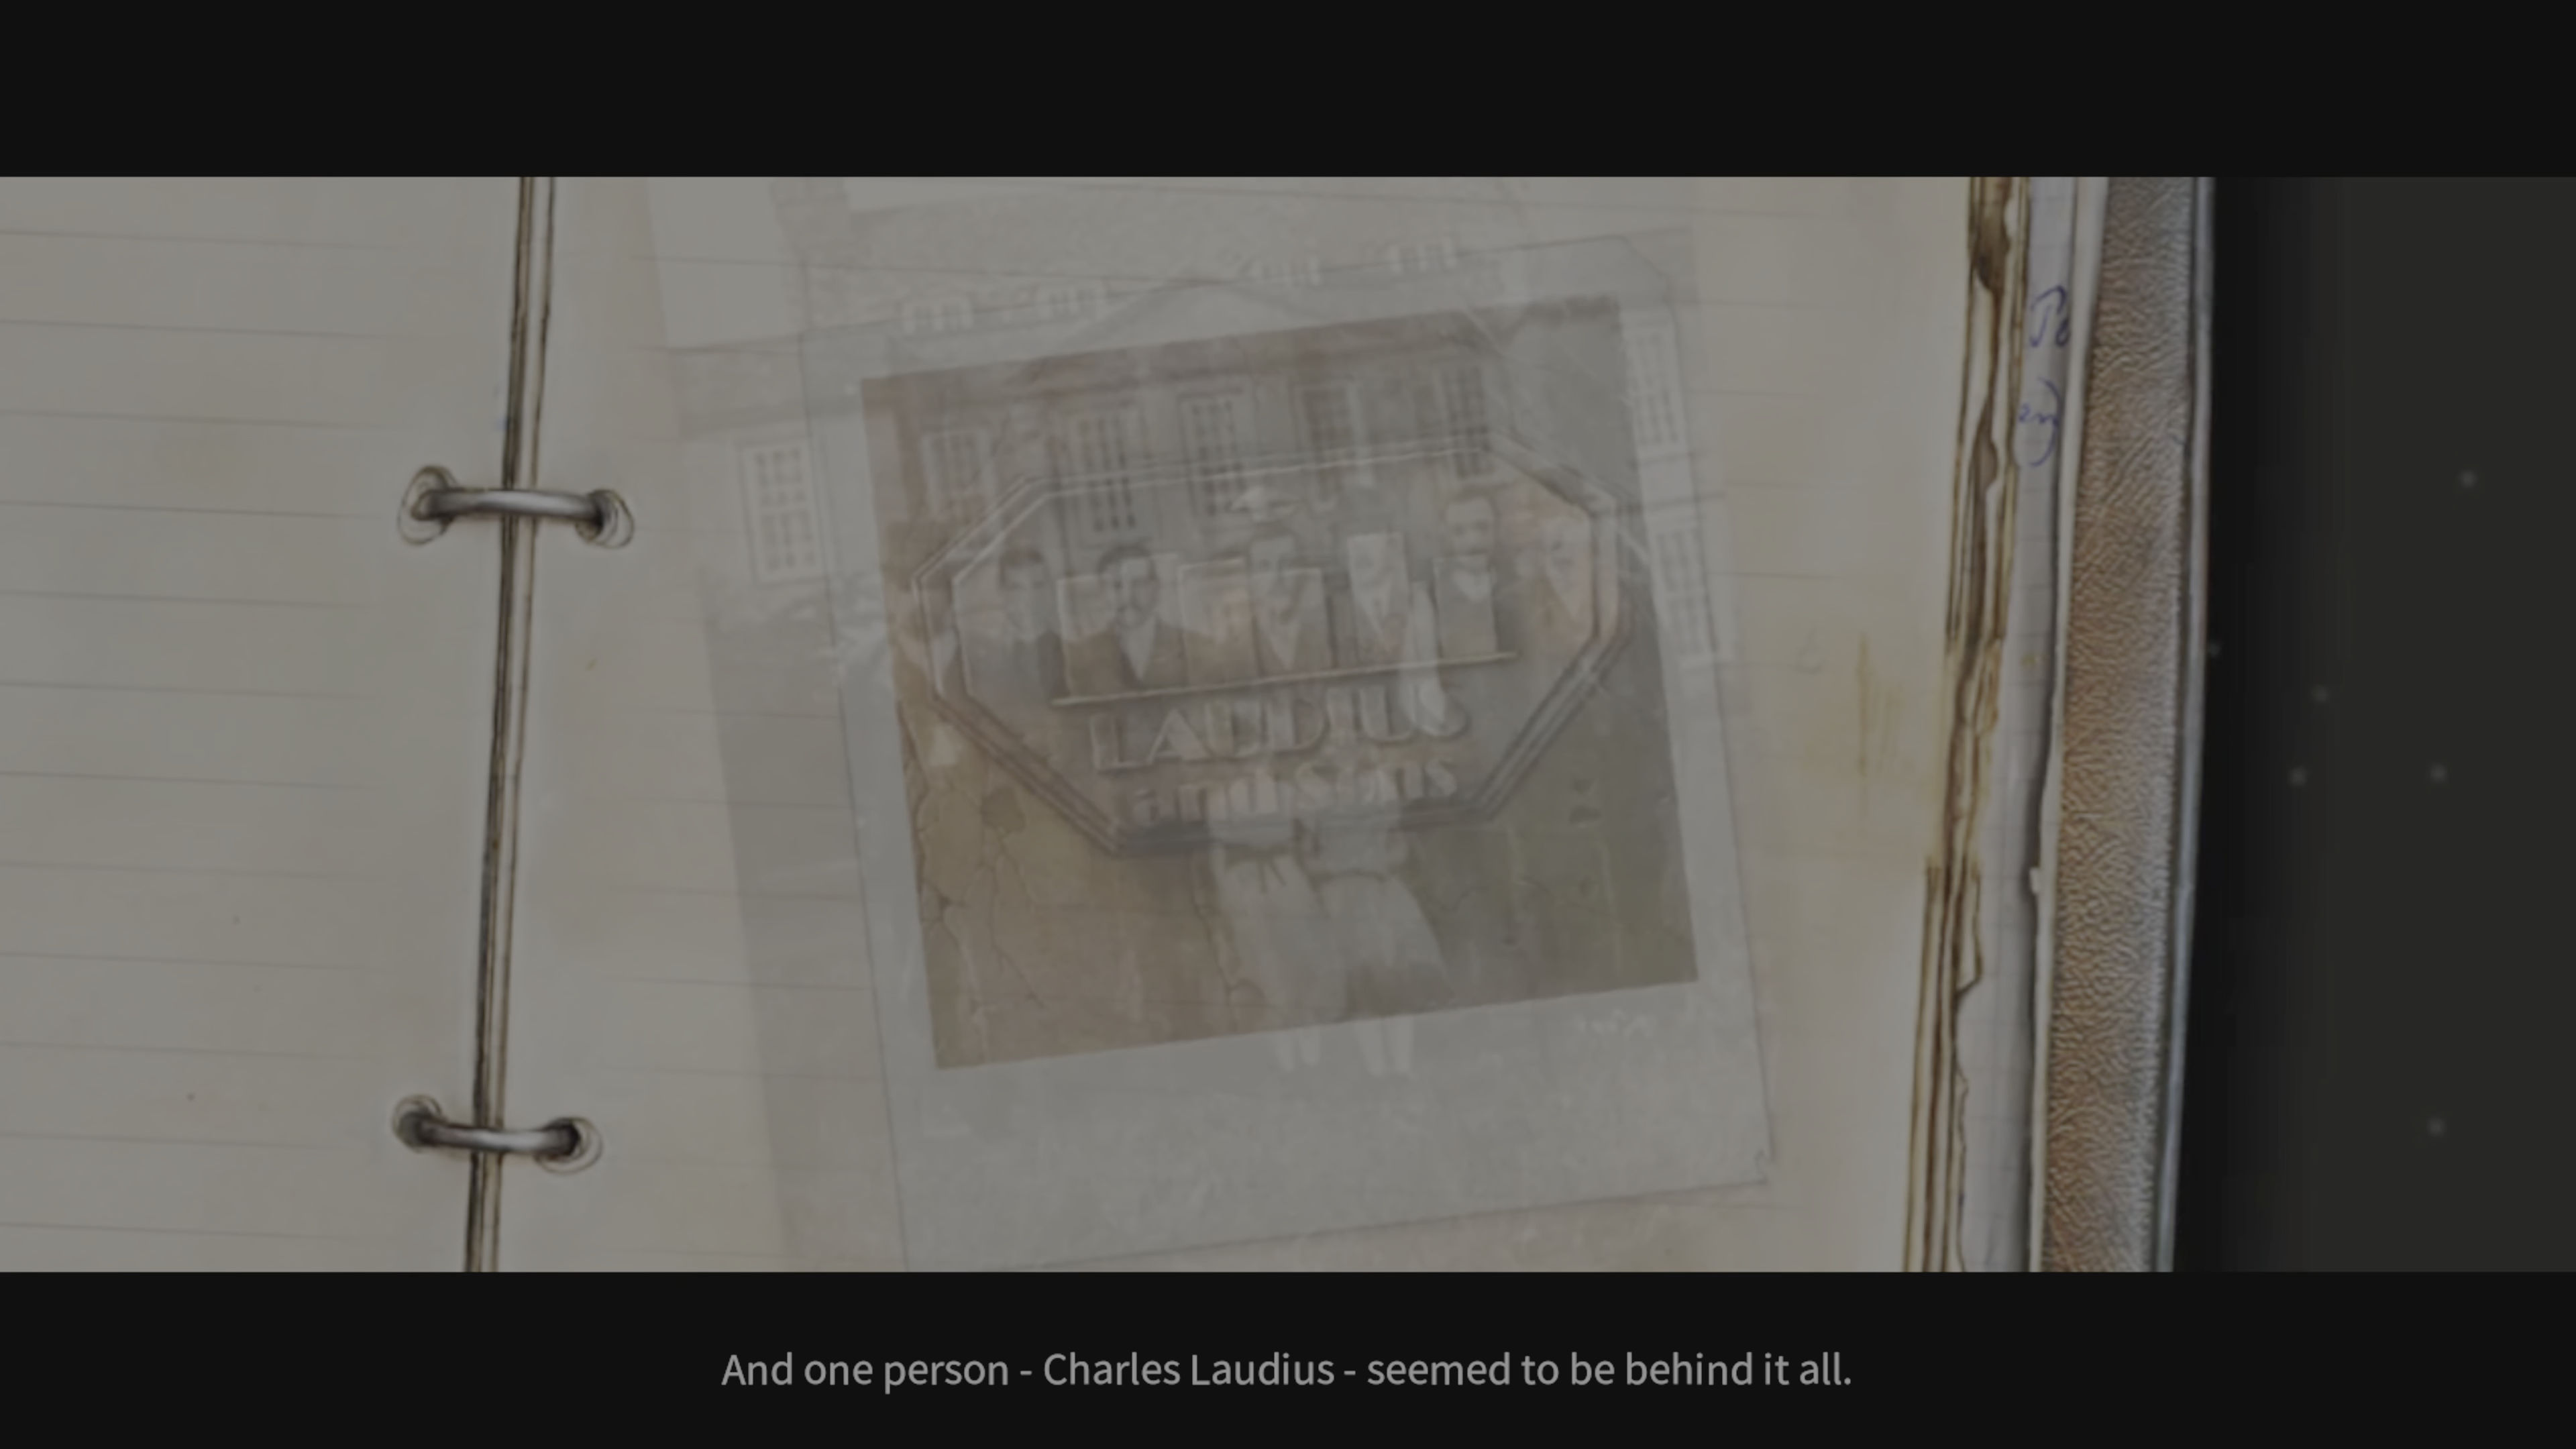 LAUDIUS
and Sons
And one person - Charles Laudius - seemed to be behind it all.